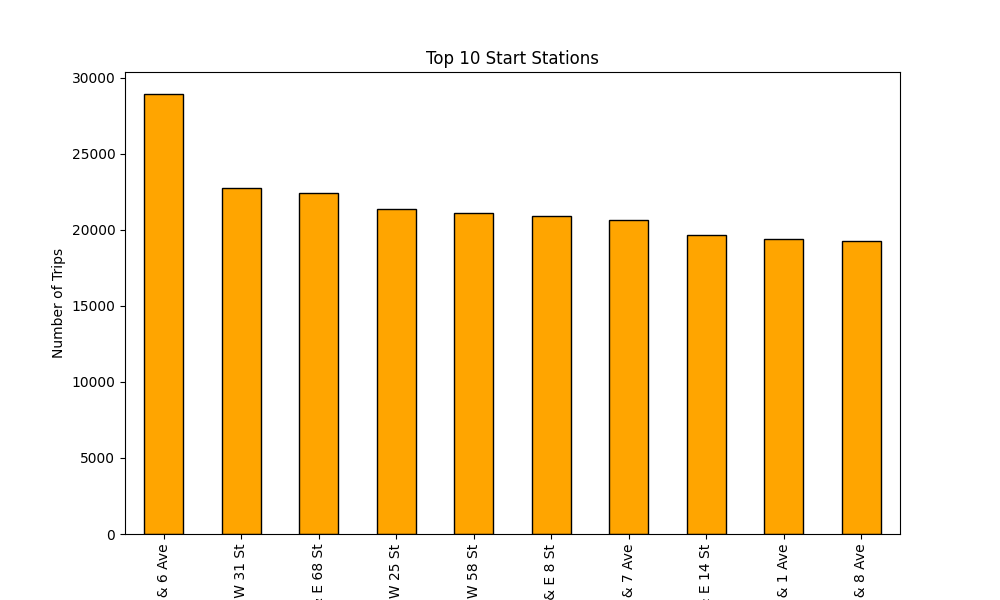 Top 10 Start Stations
Number of Trips
30000
25000
20000
15000
10000
5000
0
& 6 Ave
W 31 St
E 68 St
W 25 St
W 58 St
& E 8 St
& 7 Ave
E 14 St
& 1 Ave
& 8 Ave